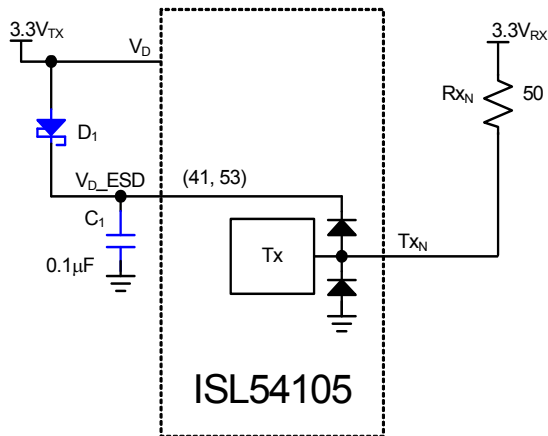 3.3VTX
VD
3.3VRX
RxN 50
D1
VD_ESD (41, 53)
C1
0.1µF
Tx
TxN
ISL54105